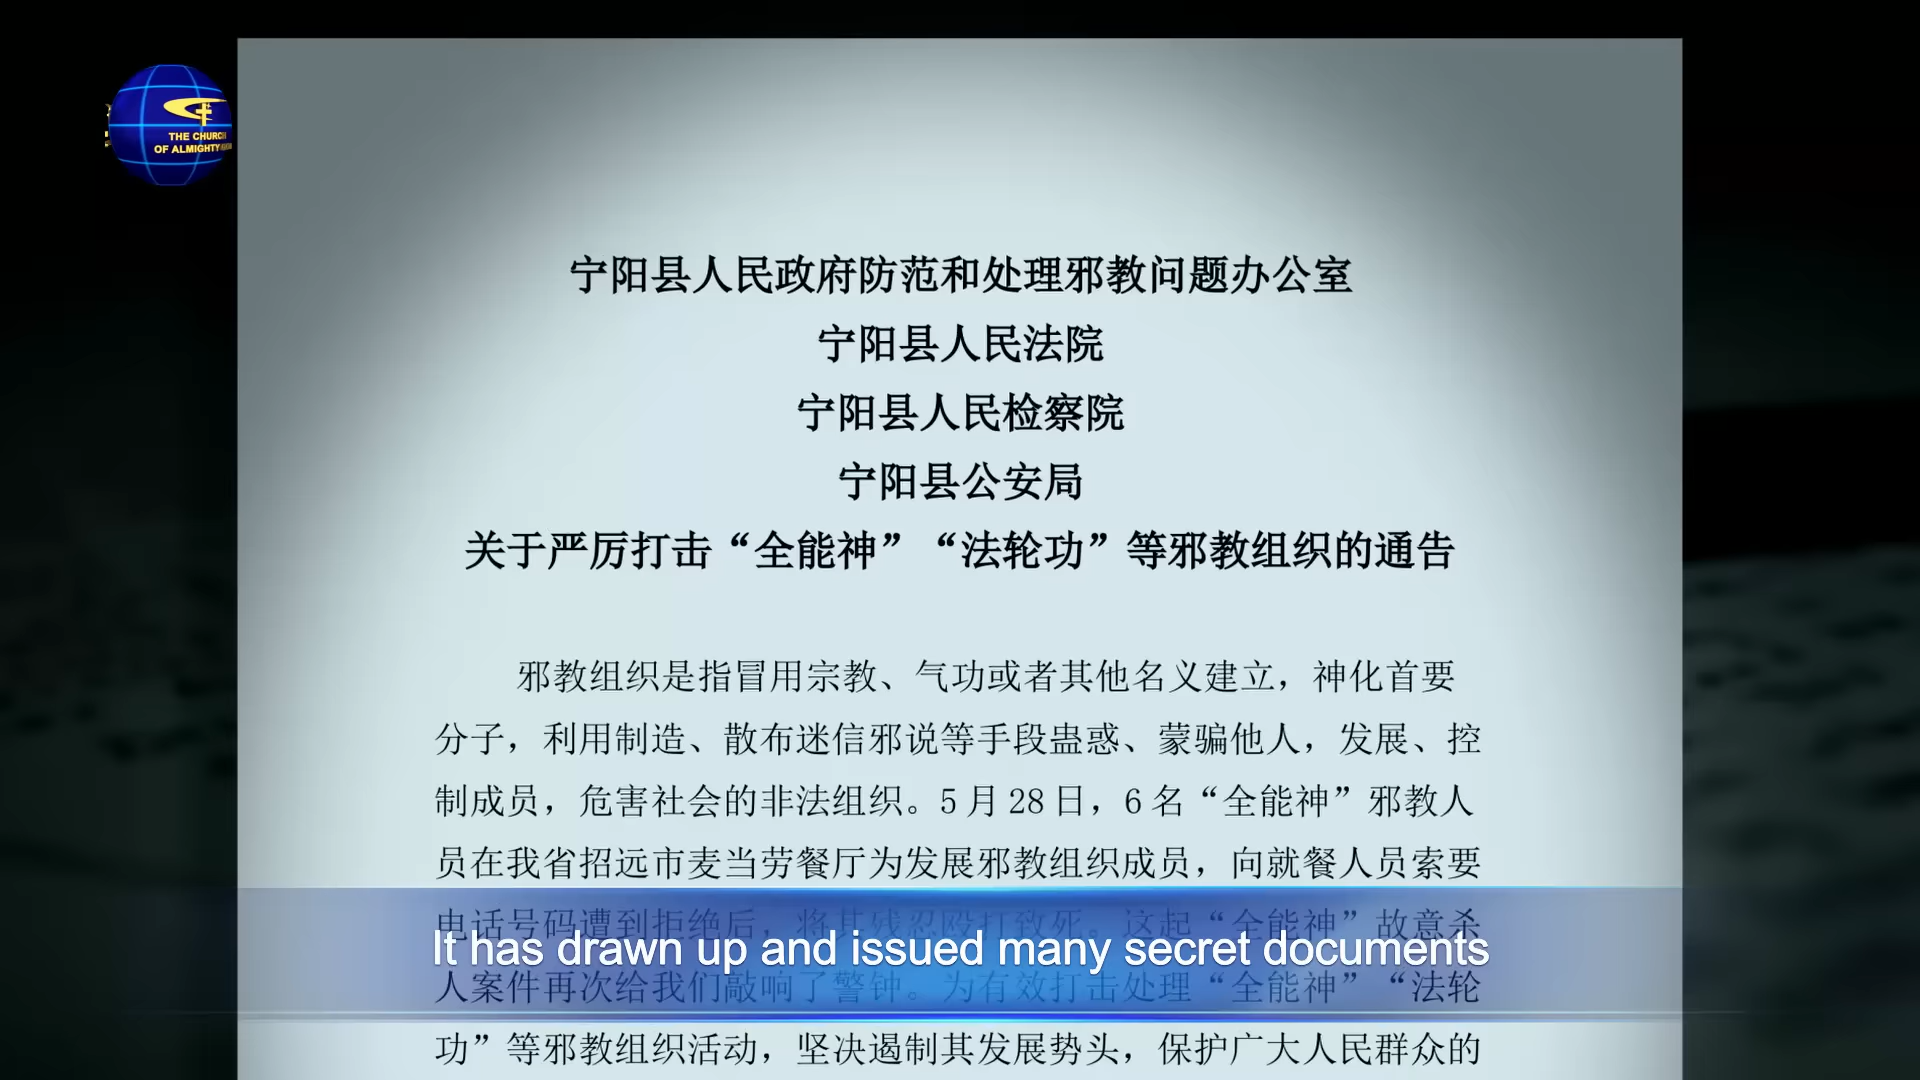 THE CHURCH
OF ALMIGHTY
宁阳县人民政府防范和处理邪教问题办公室
宁阳县人民法院
宁阳县人民检察院
宁阳县公安局
关于严厉打击“全能神”“法轮功”等邪教组织的通告
邪教组织是指冒用宗教、气功或者其他名义建立，神化首要
分子，利用制造、散布迷信邪说等手段蛊惑、蒙骗他人，发展、控
制成员，危害社会的非法组织。5月28日，6名“全能神”邪教人
员在我省招远市麦当劳餐厅为发展邪教组织成员，向就餐人员索要
电话号码遭到拒绝后，将其残忍殴打致死。这起“全能神”故意杀
It has drawn up and issued many secret documents
人案件再次给我们敲响了警钟。为有效打击处理“全能神”“法轮
功”等邪教组织活动，坚决遏制其发展势头，保护广大人民群众的